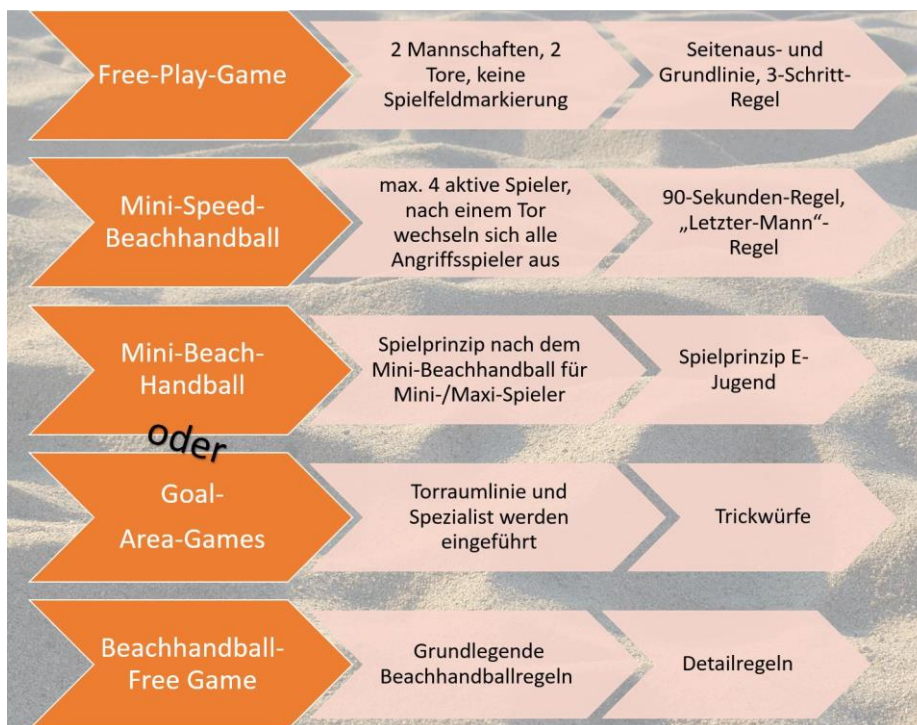 Free-Play-Game
2 Mannschaften, 2
Tore, keine
Spielfeldmarkierung
Seitenaus- und
Grundlinie, 3-Schritt-
Regel
Mini-Speed-
Beachhandball
max. 4 aktive Spieler,
nach einem Tor
wechseln sich alle
Angriffsspieler aus
90-Sekunden-Regel,
„Letzter-Mann“-
Regel
Mini-Beach-
Handball
Spielprinzip nach dem
Mini-Beachhandball für
Mini-/Maxi-Spieler
Spielprinzip E-
Jugend
oder
Goal-
Area-Games
Torraumlinie und
Spezialist werden
eingeführt
Trickwürfe
Beachhandball-
Free Game
Grundlegende
Beachhandballregeln
Detailregeln